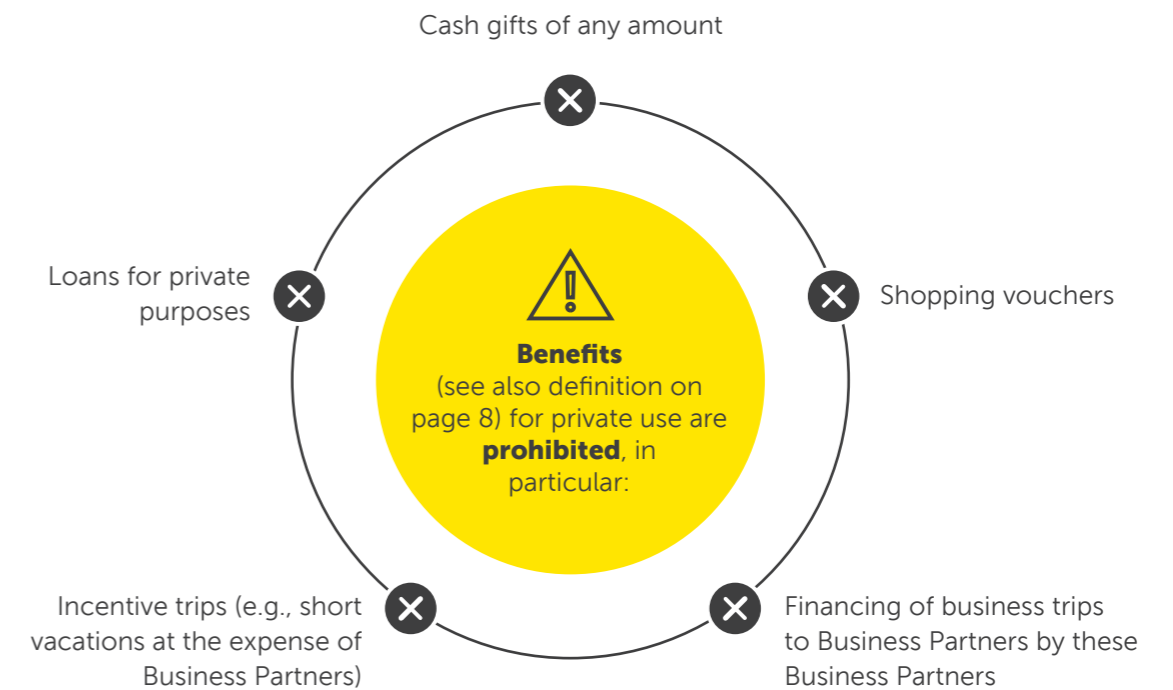 Cash gifts of any amount
Loans for private
purposes
Shopping vouchers
Benefits
(see also definition on
page 8) for private use are
prohibited, in
particular:
Incentive trips (e.g., short
vacations at the expense of
Business Partners)
Financing of business trips
to Business Partners by these
Business Partners